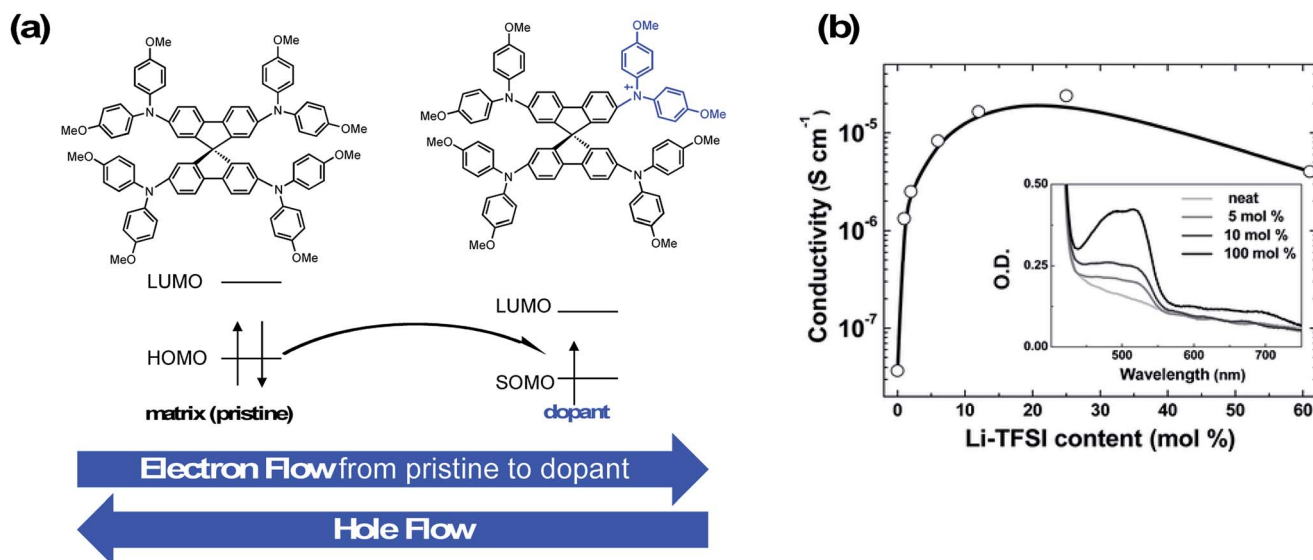 (a)
OMe
MeO
OMe
MeO
N
N
OMe
MeO
OMe
N
N
MeO
OMe
OMe
MeO
N
+•
N
OMe
MeO
OMe
N
N
MeO
OMe
LUMO
HOMO
matrix (pristine)
LUMO
SOMO
dopant
Electron Flow from pristine to dopant
Hole Flow
(b)
Conductivity (S cm⁻¹)
10⁻⁵
10⁻⁶
10⁻⁷
0 10 20 30 40 50 60
Li-TFSI content (mol %)
O.D.
0.50
0.25
0.00
neat
5 mol %
10 mol %
100 mol %
500 600 700
Wavelength (nm)